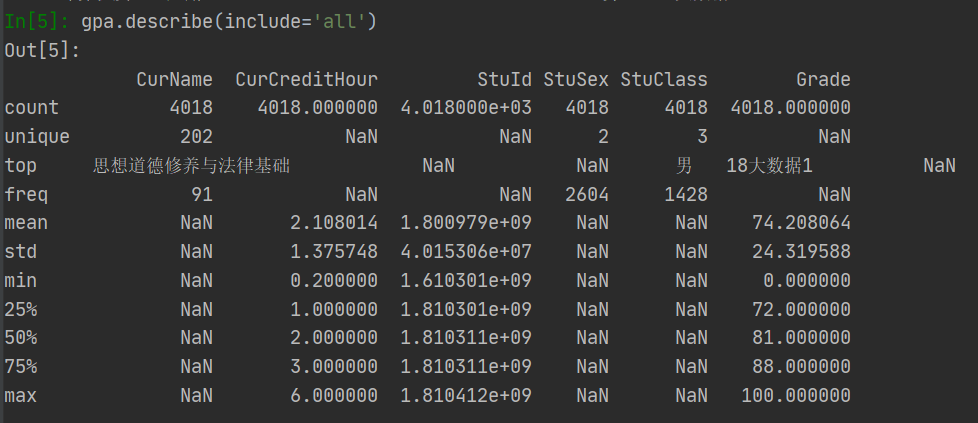 In[5]: gpa.describe(include='all')
Out[5]:
CurName CurCreditHour StuId StuSex StuClass Grade
count 4018 4018.000000 4.018000e+03 4018 4018 4018.000000
unique 202 NaN NaN 2 3 NaN
top 思想道德修养与法律基础 NaN NaN 男 18大数据1 NaN
freq 91 NaN NaN 2604 1428 NaN
mean NaN 2.108014 1.800979e+09 NaN NaN 74.208064
std NaN 1.375748 4.015306e+07 NaN NaN 24.319588
min NaN 0.200000 1.610301e+09 NaN NaN 0.000000
25% NaN 1.000000 1.810301e+09 NaN NaN 72.000000
50% NaN 2.000000 1.810311e+09 NaN NaN 81.000000
75% NaN 3.000000 1.810311e+09 NaN NaN 88.000000
max NaN 6.000000 1.810412e+09 NaN NaN 100.000000